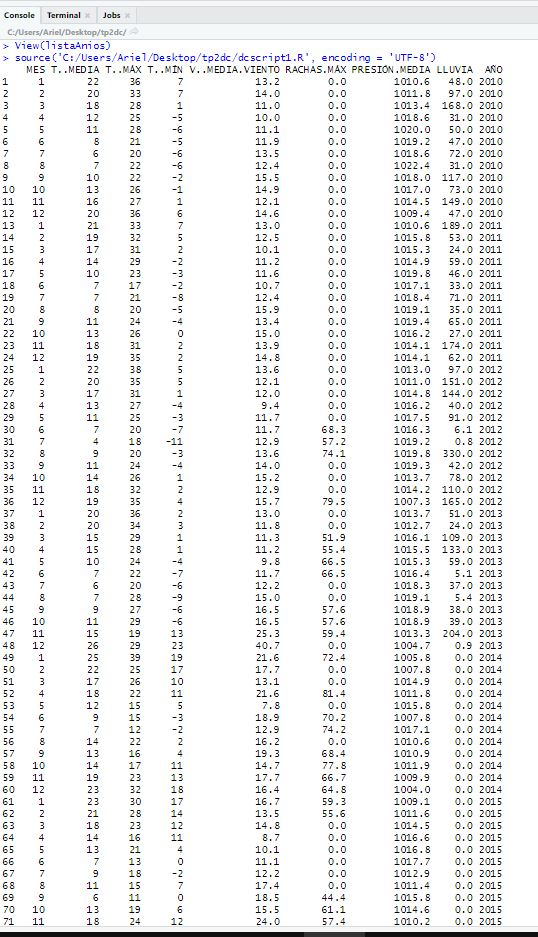 Console Terminal × Jobs ×
C:/Users/Ariel/Desktop/tp2dc/
> View(listaAnios)
> source('C:/Users/Ariel/Desktop/tp2dc/dcscript1.R', encoding = 'UTF-8')
MES T..MEDIA T..MÁX T..MÍN V..MEDIA.VIENTO RACHAS.MÁX PRESIÓN.MEDIA LLUVIA AÑO
1 1 22 36 7 13.2 0.0 1010.6 48.0 2010
2 2 20 33 7 14.0 0.0 1011.8 97.0 2010
3 3 18 28 1 11.0 0.0 1013.4 168.0 2010
4 4 12 25 -5 10.0 0.0 1018.6 31.0 2010
5 5 11 28 -6 11.1 0.0 1020.0 50.0 2010
6 6 8 21 -5 11.9 0.0 1019.2 47.0 2010
7 7 6 20 -6 13.5 0.0 1018.6 72.0 2010
8 8 7 22 -6 12.4 0.0 1022.4 31.0 2010
9 9 10 22 -2 15.5 0.0 1018.0 117.0 2010
10 10 13 26 -1 14.9 0.0 1017.0 73.0 2010
11 11 16 27 1 12.1 0.0 1014.5 149.0 2010
12 12 20 36 6 14.6 0.0 1009.4 47.0 2010
13 1 21 33 7 13.0 0.0 1010.6 189.0 2011
14 2 19 32 5 12.5 0.0 1015.8 53.0 2011
15 3 17 31 2 10.1 0.0 1015.3 24.0 2011
16 4 14 29 -2 11.2 0.0 1014.9 59.0 2011
17 5 10 23 -3 11.6 0.0 1019.8 46.0 2011
18 6 7 17 -2 10.7 0.0 1017.1 33.0 2011
19 7 7 21 -8 12.4 0.0 1018.4 71.0 2011
20 8 8 20 -5 15.9 0.0 1019.1 35.0 2011
21 9 11 24 -4 13.4 0.0 1019.4 65.0 2011
22 10 13 26 0 15.0 0.0 1016.2 27.0 2011
23 11 18 31 2 13.9 0.0 1014.1 174.0 2011
24 12 19 35 2 14.8 0.0 1014.1 62.0 2011
25 1 22 38 5 13.6 0.0 1013.0 97.0 2012
26 2 20 35 5 12.1 0.0 1011.0 151.0 2012
27 3 17 31 1 12.0 0.0 1014.8 144.0 2012
28 4 13 27 -4 9.4 0.0 1016.2 40.0 2012
29 5 11 25 -3 11.7 0.0 1017.5 91.0 2012
30 6 7 20 -7 11.7 68.3 1016.3 6.1 2012
31 7 4 18 -11 12.9 57.2 1019.2 0.8 2012
32 8 9 20 -3 13.6 74.1 1019.8 330.0 2012
33 9 11 24 -4 14.0 0.0 1019.3 42.0 2012
34 10 14 26 1 15.2 0.0 1013.7 78.0 2012
35 11 18 32 2 12.9 0.0 1014.2 110.0 2012
36 12 19 35 4 15.7 79.5 1007.3 165.0 2012
37 1 20 36 2 13.0 0.0 1013.7 51.0 2013
38 2 20 34 3 11.8 0.0 1012.7 24.0 2013
39 3 15 29 1 11.3 51.9 1016.1 109.0 2013
40 4 15 28 1 11.2 55.4 1015.5 133.0 2013
41 5 10 24 -4 9.8 66.5 1015.3 59.0 2013
42 6 7 22 -7 11.7 66.5 1016.4 5.1 2013
43 7 6 20 -6 12.2 0.0 1018.3 37.0 2013
44 8 7 28 -9 15.0 0.0 1019.1 5.4 2013
45 9 9 27 -6 16.5 57.6 1018.9 38.0 2013
46 10 11 29 -6 16.5 57.6 1018.9 39.0 2013
47 11 15 19 13 25.3 59.4 1013.3 204.0 2013
48 12 26 29 23 40.7 0.0 1004.7 0.9 2013
49 1 25 39 19 21.6 72.4 1005.8 0.0 2014
50 2 22 25 17 17.7 0.0 1007.8 0.0 2014
51 3 17 26 10 13.1 0.0 1014.9 0.0 2014
52 4 18 22 11 21.6 81.4 1011.8 0.0 2014
53 5 12 15 5 7.8 0.0 1015.8 0.0 2014
54 6 9 15 -3 18.9 70.2 1007.8 0.0 2014
55 7 7 12 -2 12.9 74.2 1017.1 0.0 2014
56 8 14 22 2 16.2 0.0 1010.6 0.0 2014
57 9 13 16 4 19.3 68.4 1010.9 0.0 2014
58 10 14 17 11 14.7 77.8 1011.9 0.0 2014
59 11 19 23 13 17.7 66.7 1009.9 0.0 2014
60 12 23 32 18 16.4 64.8 1004.0 0.0 2014
61 1 23 30 17 16.7 59.3 1009.1 0.0 2015
62 2 21 28 14 13.5 55.6 1011.6 0.0 2015
63 3 18 23 12 14.8 0.0 1014.5 0.0 2015
64 4 14 16 11 8.7 0.0 1016.6 0.0 2015
65 5 13 21 4 10.1 0.0 1016.8 0.0 2015
66 6 7 13 0 11.1 0.0 1017.7 0.0 2015
67 7 9 18 -2 12.2 0.0 1012.9 0.0 2015
68 8 11 15 7 17.4 0.0 1011.4 0.0 2015
69 9 6 11 0 18.5 44.4 1015.6 0.0 2015
70 10 13 19 6 15.5 61.1 1014.6 0.0 2015
71 11 18 24 12 24.0 57.4 1010.2 0.0 2015